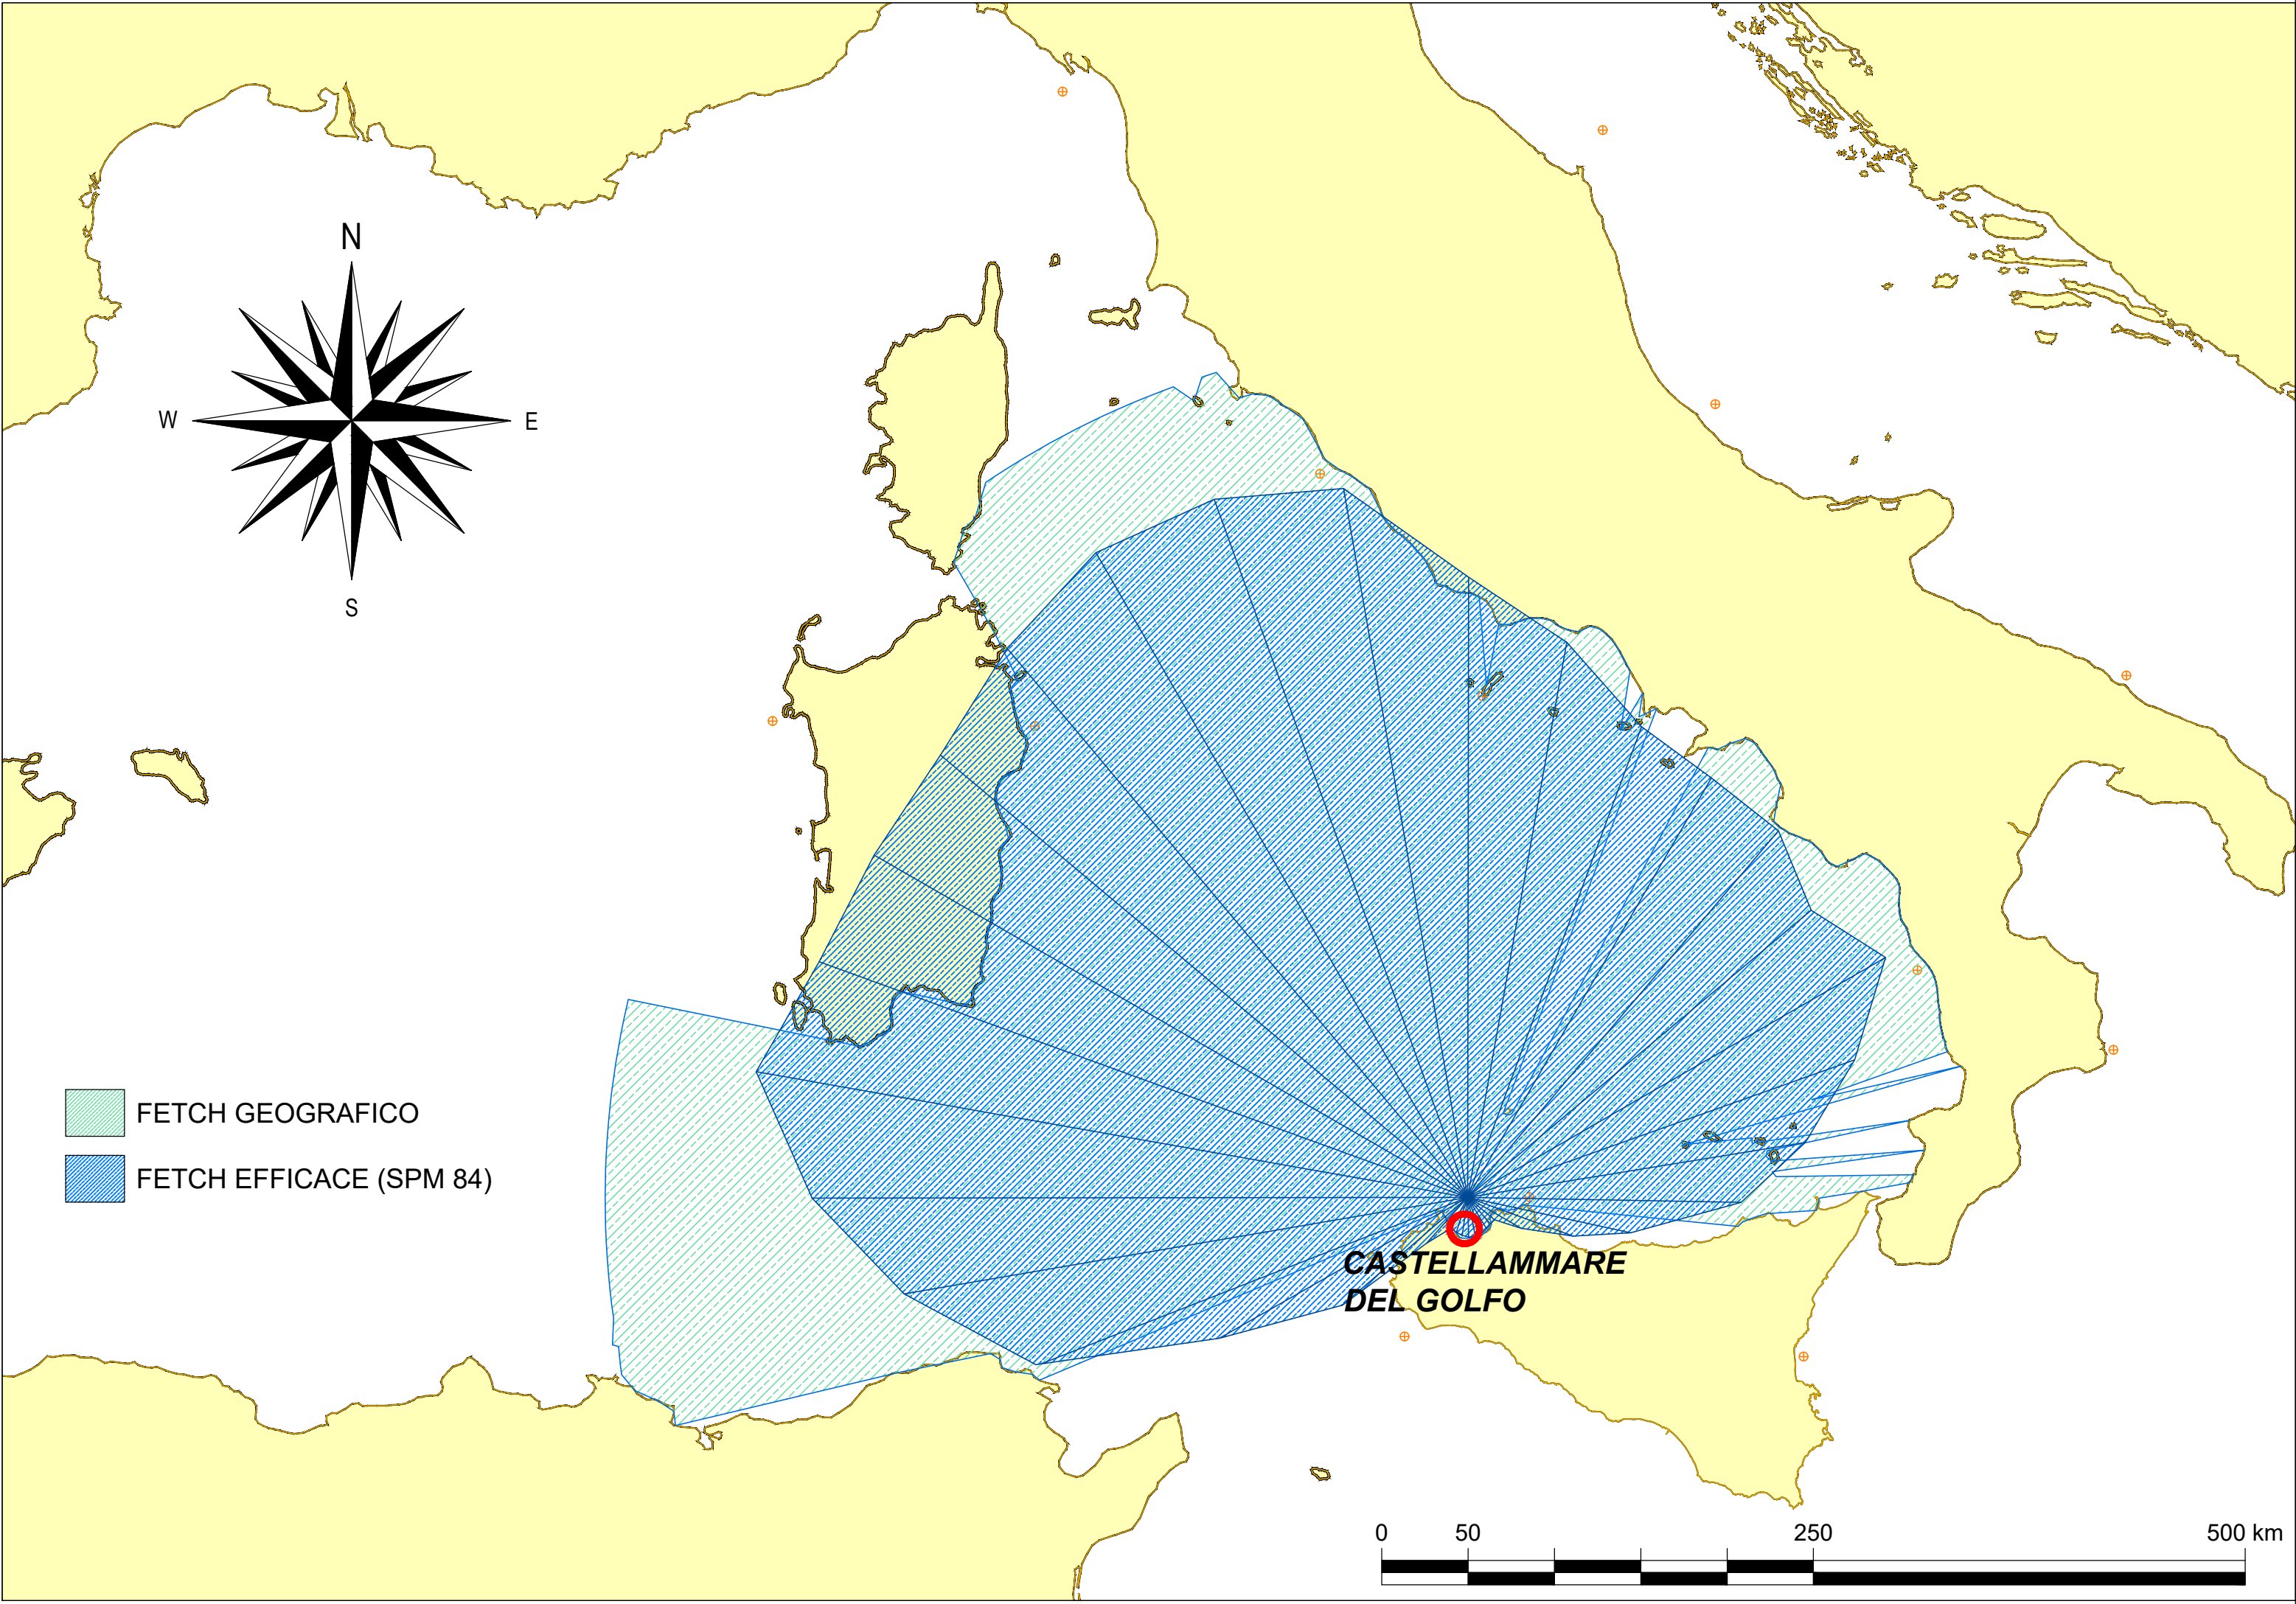 N
W
E
S
FETCH GEOGRAFICO
FETCH EFFICACE (SPM 84)
CASTELLAMMARE
DEL GOLFO
0 50 250 500 km